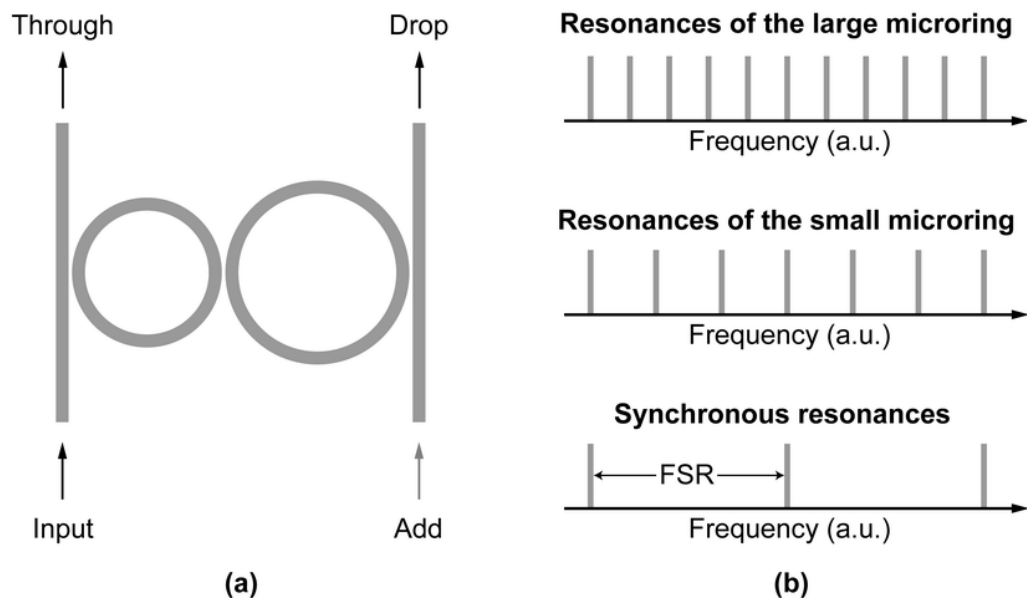 Through
Drop
Input
Add
(a)
Resonances of the large microring
Frequency (a.u.)
Resonances of the small microring
Frequency (a.u.)
Synchronous resonances
FSR
Frequency (a.u.)
(b)